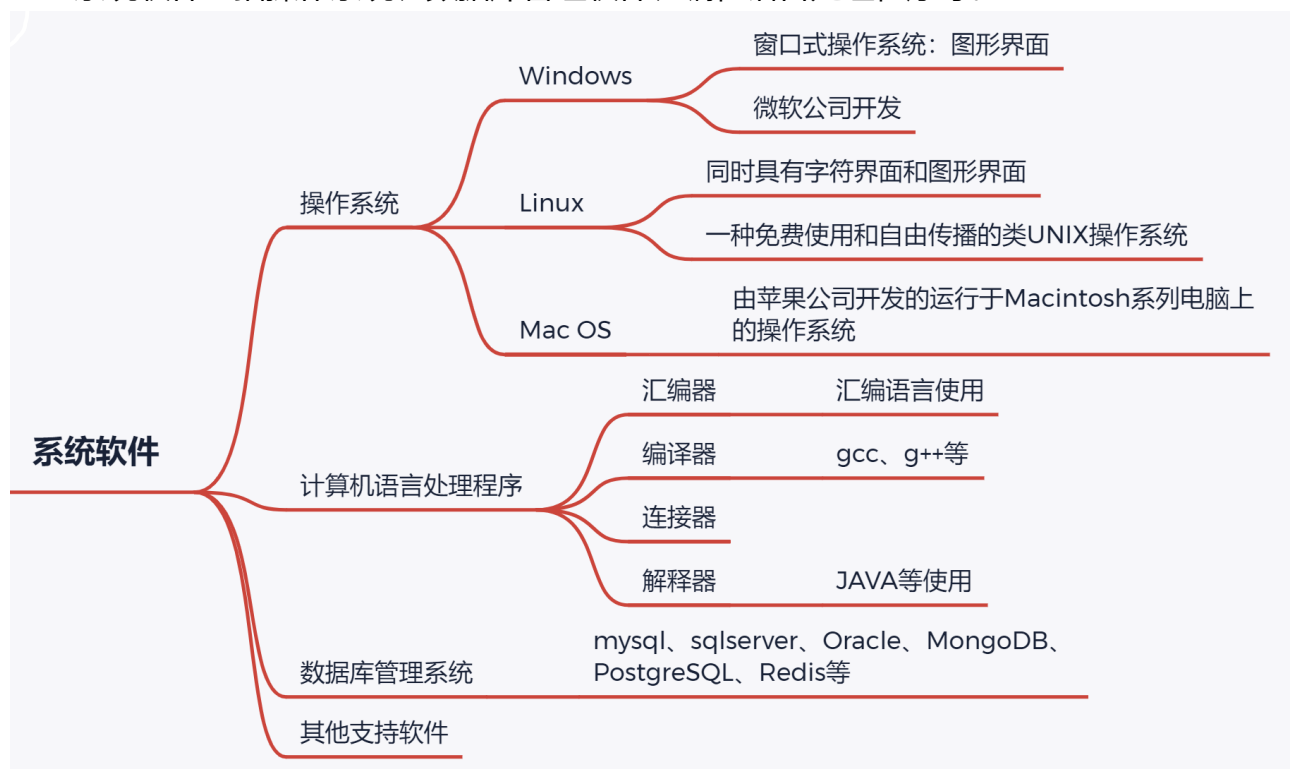 Windows
窗口式操作系统：图形界面
微软公司开发
操作系统
Linux
同时具有字符界面和图形界面
一种免费使用和自由传播的类UNIX操作系统
Mac OS
由苹果公司开发的运行于Macintosh系列电脑上
的操作系统
系统软件
计算机语言处理程序
汇编器
汇编语言使用
编译器
gcc、g++等
连接器
解释器
JAVA等使用
数据库管理系统
mysql、sqlserver、Oracle、MongoDB、
PostgreSQL、Redis等
其他支持软件